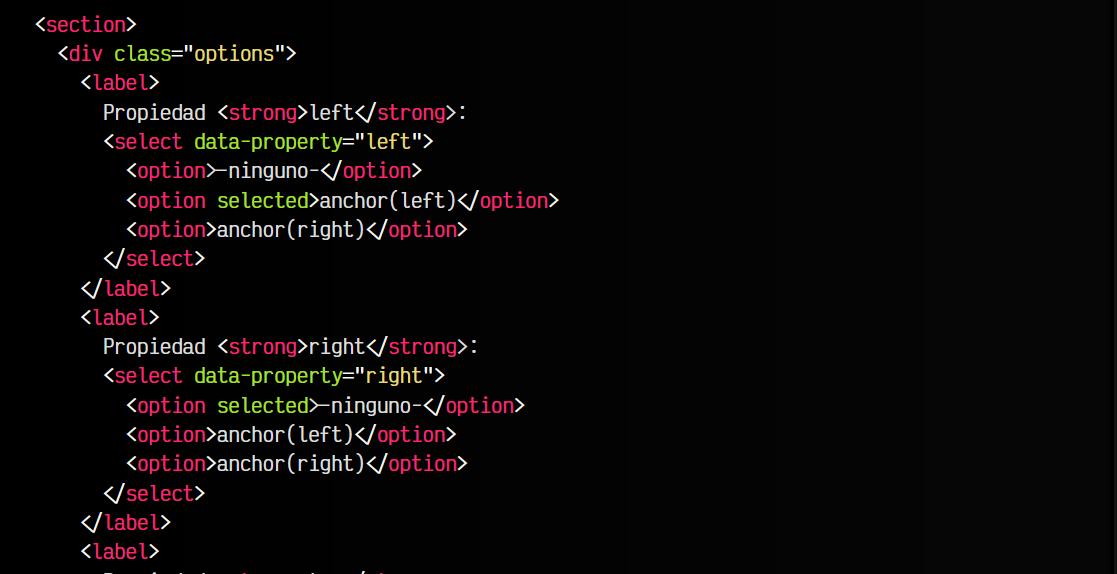 <section>
<div class="options">
<label>
Propiedad <strong>left</strong>:
<select data-property="left">
<option>-ninguno-</option>
<option selected>anchor(left)</option>
<option>anchor(right)</option>
</select>
</label>
<label>
Propiedad <strong>right</strong>:
<select data-property="right">
<option selected>-ninguno-</option>
<option>anchor(left)</option>
<option>anchor(right)</option>
</select>
</label>
<label>